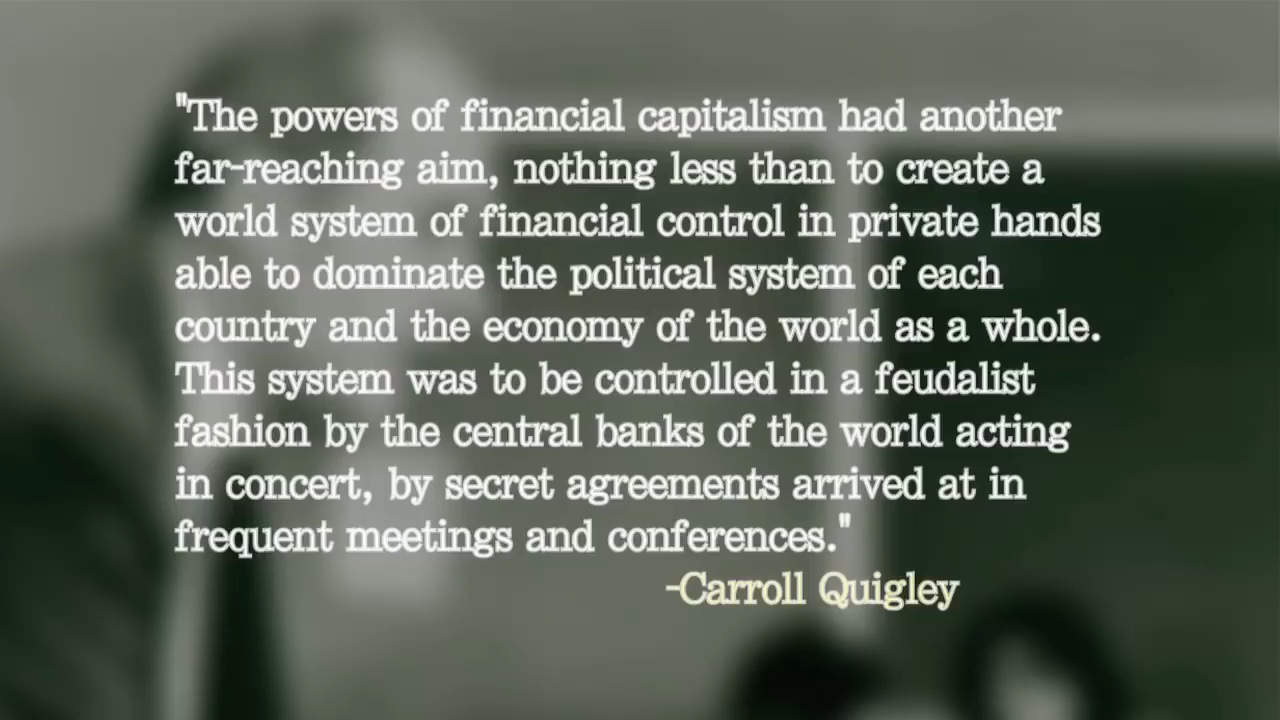 "The powers of financial capitalism had another
far-reaching aim, nothing less than to create a
world system of financial control in private hands
able to dominate the political system of each
country and the economy of the world as a whole.
This system was to be controlled in a feudalist
fashion by the central banks of the world acting
in concert, by secret agreements arrived at in
frequent meetings and conferences."
-Carroll Quigley